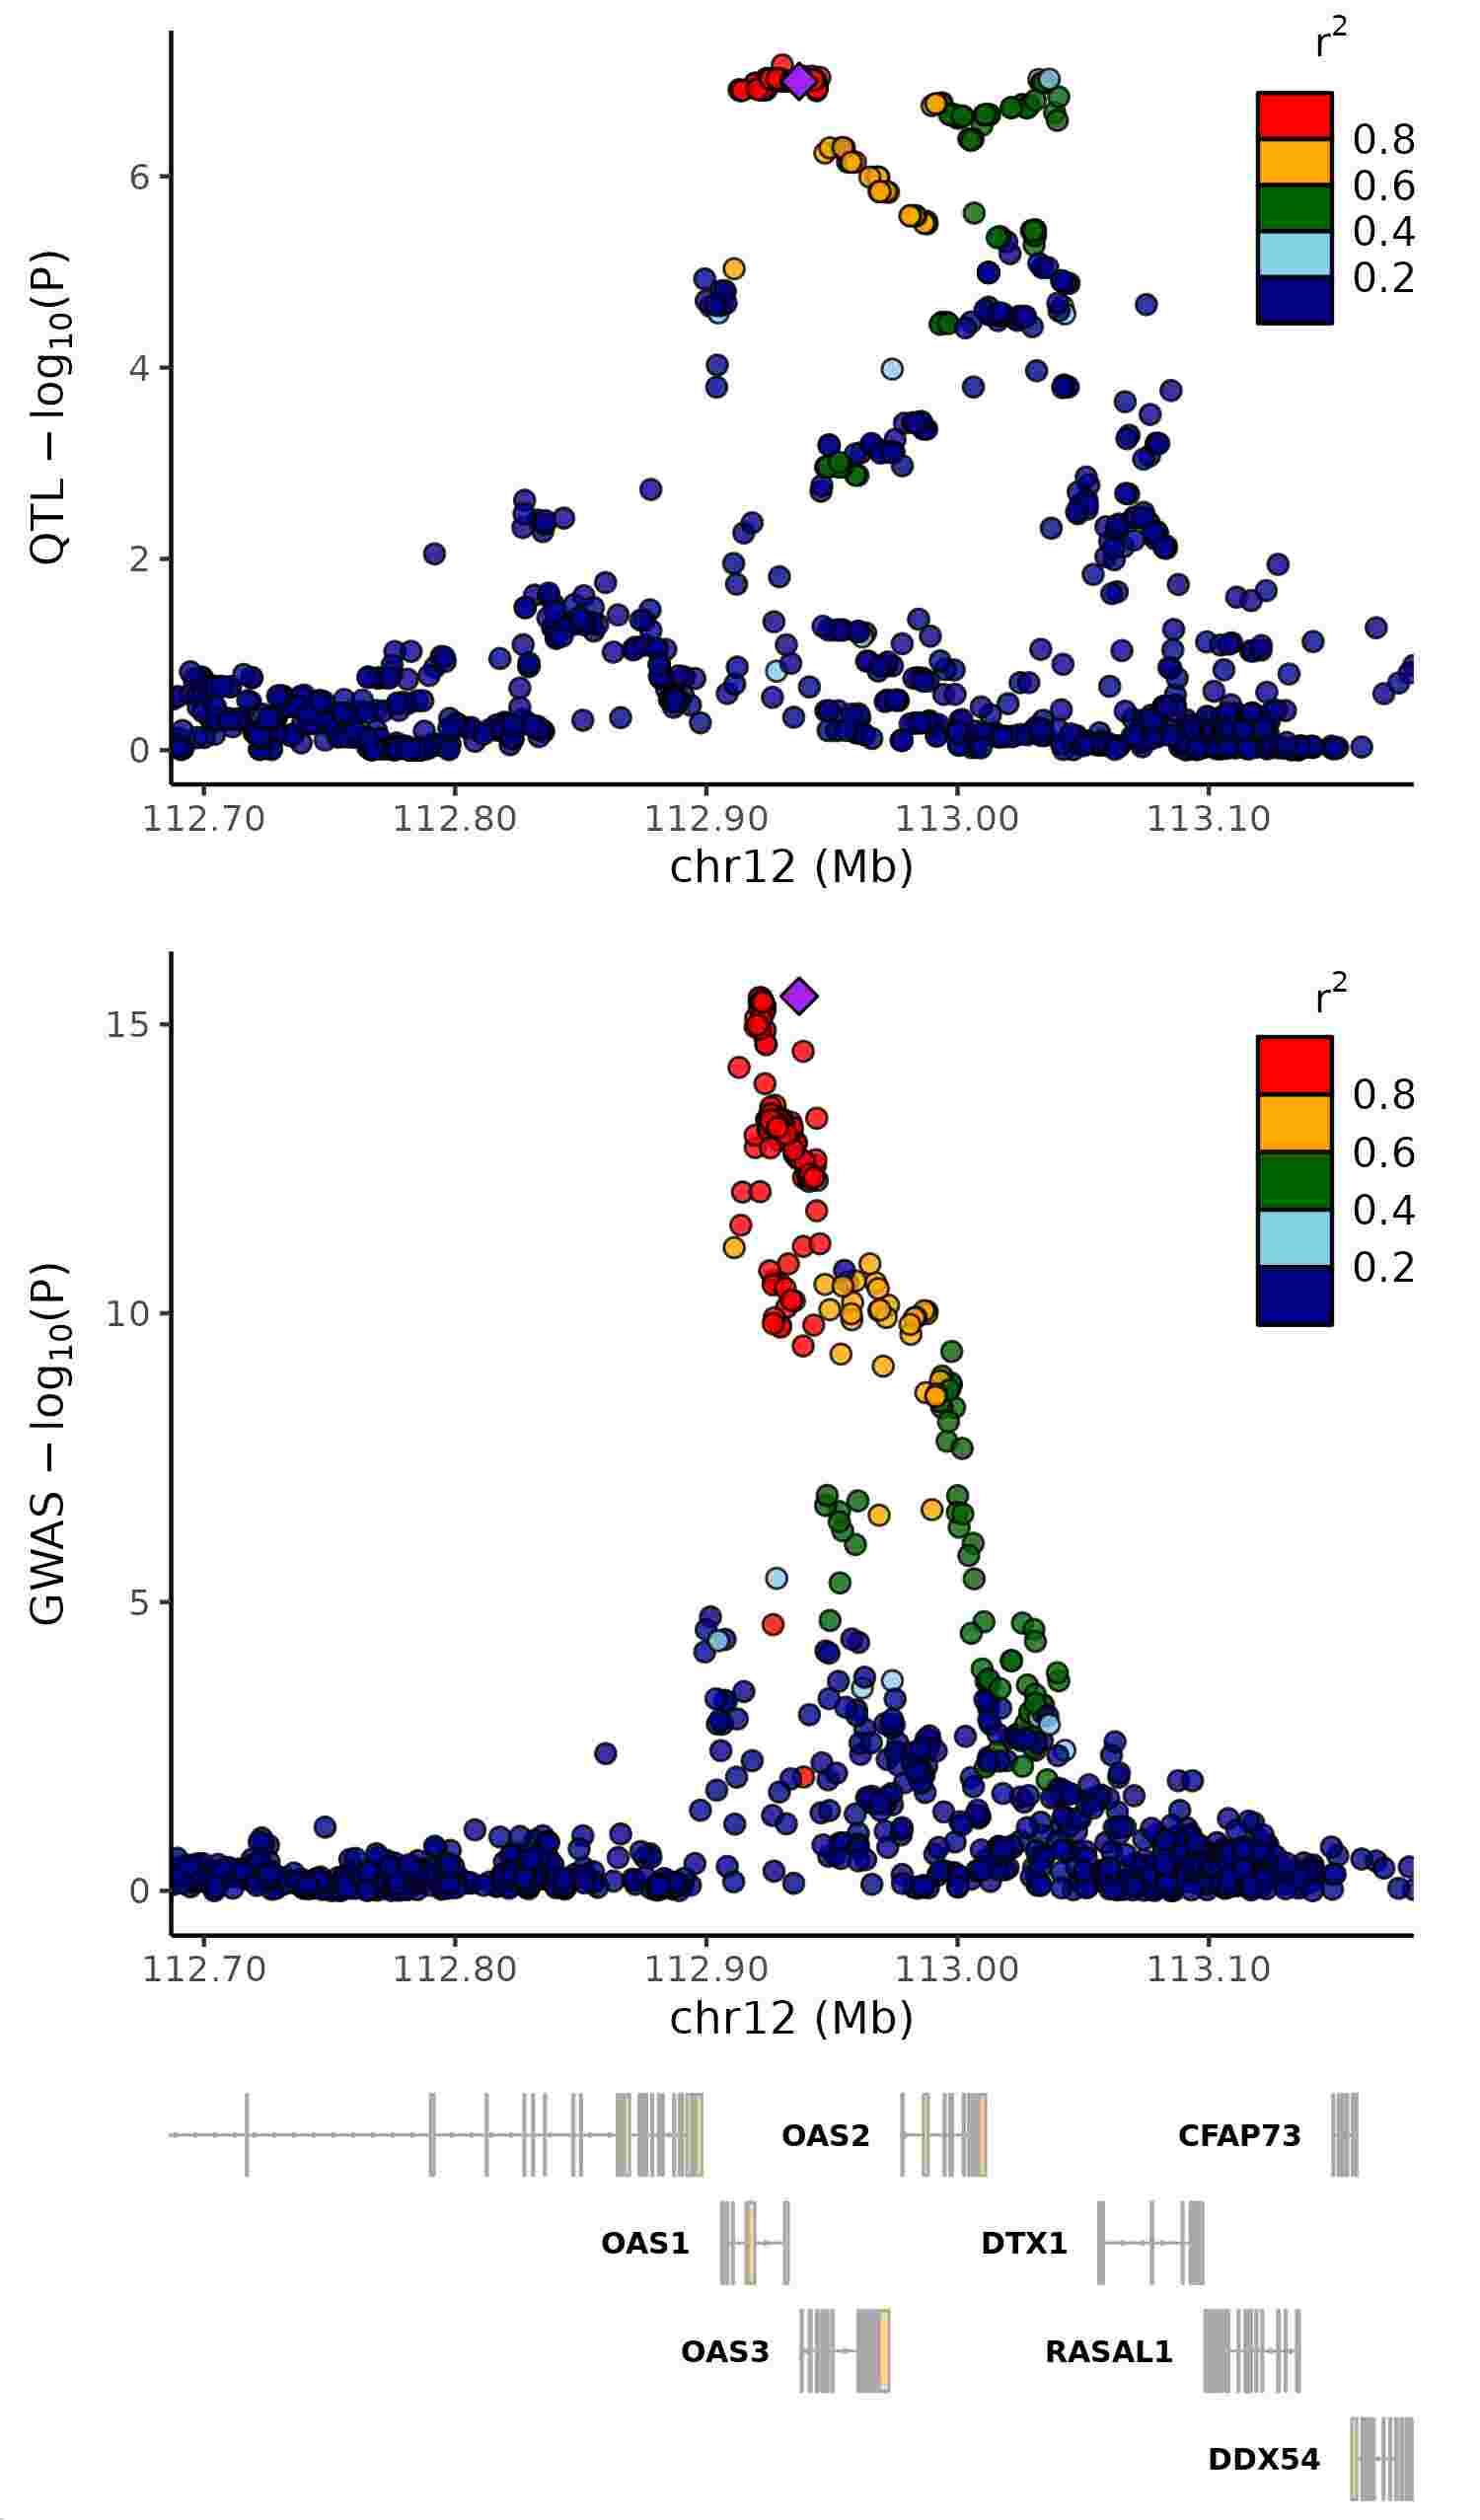 r²
0.8
0.6
0.4
0.2
QTL − log₁₀(P)
6
4
2
0
112.70 112.80 112.90 113.00 113.10
chr12 (Mb)
r²
0.8
0.6
0.4
0.2
GWAS − log₁₀(P)
15
10
5
0
112.70 112.80 112.90 113.00 113.10
chr12 (Mb)
OAS2 CFAP73
OAS1 DTX1
OAS3 RASAL1
DDX54